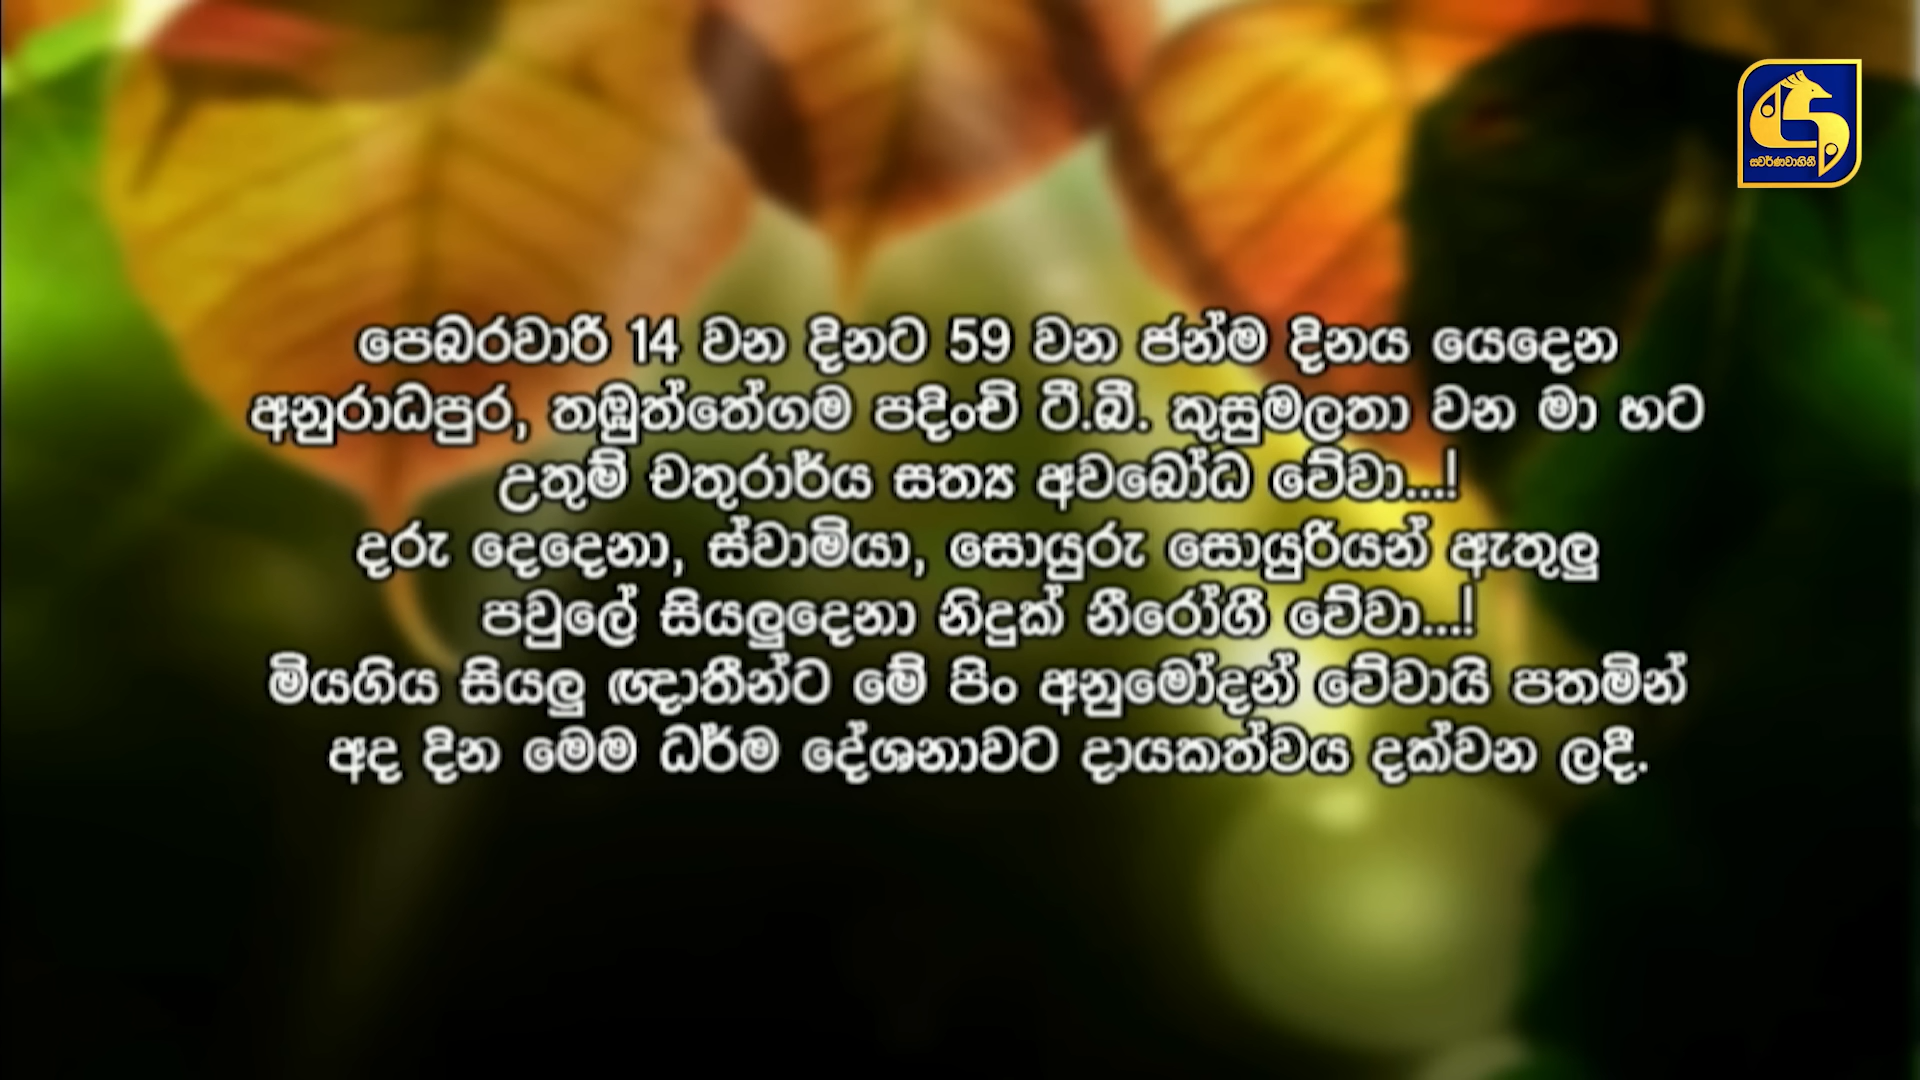 ස්වර්ණවාහිනී
පෙබරවාරි 14 වන දිනට 59 වන ජන්ම දිනය යෙදෙන
අනුරාධපුර, තඹුත්තේගම පදිංචි ටී.බී. කුසුමලතා වන මා හට
උතුම් චතුරාර්ය සත්‍ය අවබෝධ වේවා...!
දරු දෙදෙනා, ස්වාමියා, සොයුරු සොයුරියන් ඇතුලු
පවුලේ සියලුදෙනා නිදුක් නීරෝගී වේවා...!
මියගිය සියලු ඥාතීන්ට මේ පිං අනුමෝදන් වේවායි පතමින්
අද දින මෙම ධර්ම දේශනාවට දායකත්වය දක්වන ලදී.